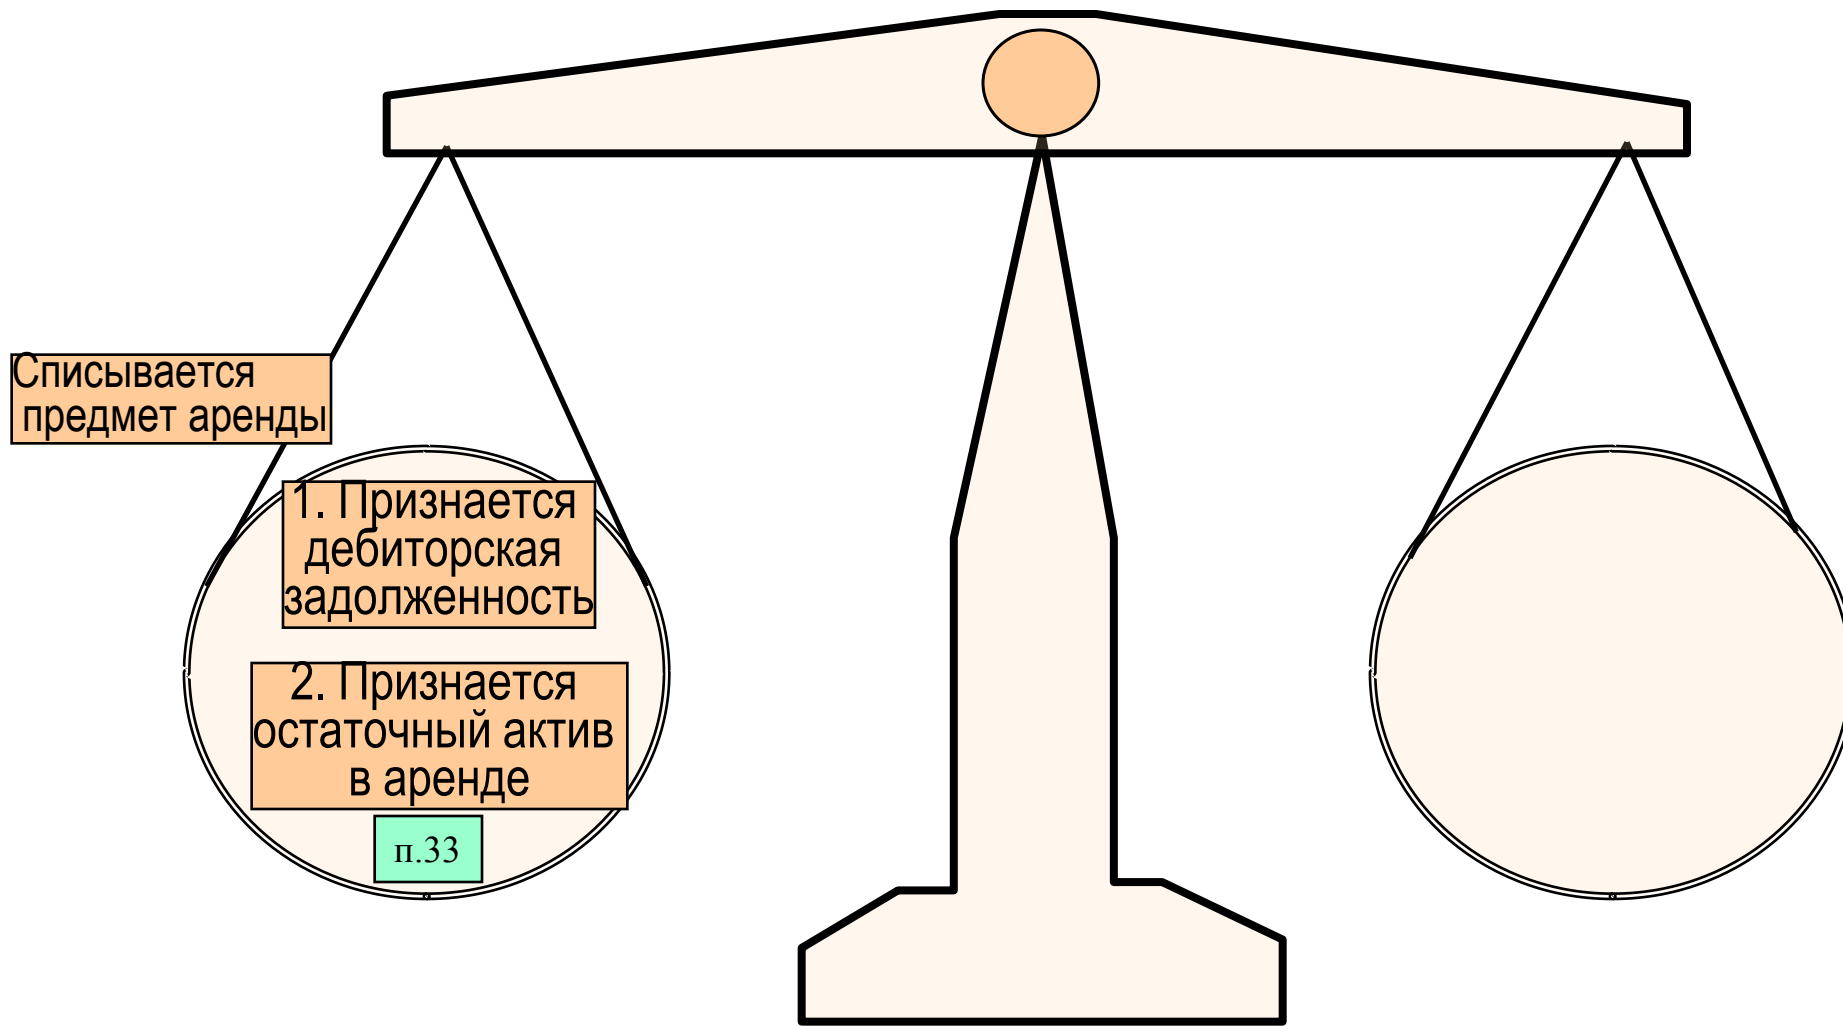 Списывается
предмет аренды
1. Признается
дебиторская
задолженность
2. Признается
остаточный актив
в аренде
п.33